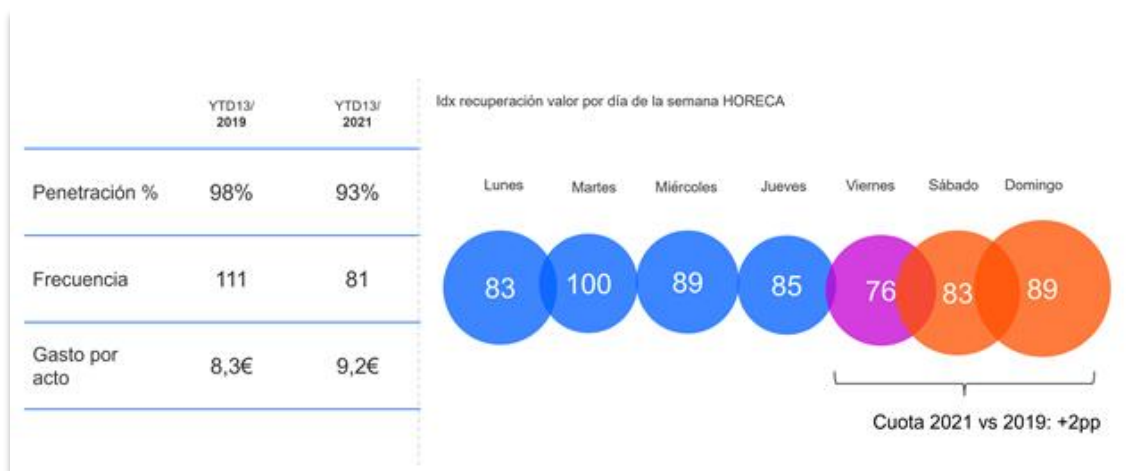 YTD13/
2019
YTD13/
2021
Penetración %
98%
93%
Frecuencia
111
81
Gasto por
acto
8,3€
9,2€
Idx recuperación valor por día de la semana HORECA
Lunes
Martes
Miércoles
Jueves
Viernes
Sábado
Domingo
83
100
89
85
76
83
89
Cuota 2021 vs 2019: +2pp